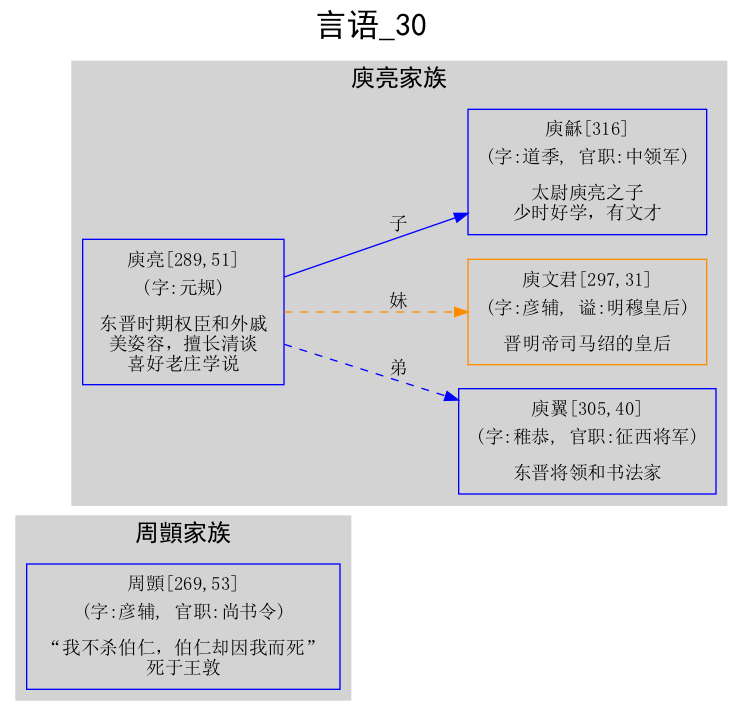 言语_30
庾亮家族
庾亮[289,51]
(字:元规)
东晋时期权臣和外戚
美姿容，擅长清谈
喜好老庄学说
子
庾龢[316]
(字:道季, 官职:中领军)
太尉庾亮之子
少时好学，有文才
妹
庾文君[297,31]
(字:彦辅, 谥:明穆皇后)
晋明帝司马绍的皇后
弟
庾翼[305,40]
(字:稚恭, 官职:征西将军)
东晋将领和书法家
周顗家族
周顗[269,53]
(字:彦辅, 官职:尚书令)
“我不杀伯仁，伯仁却因我而死”
死于王敦